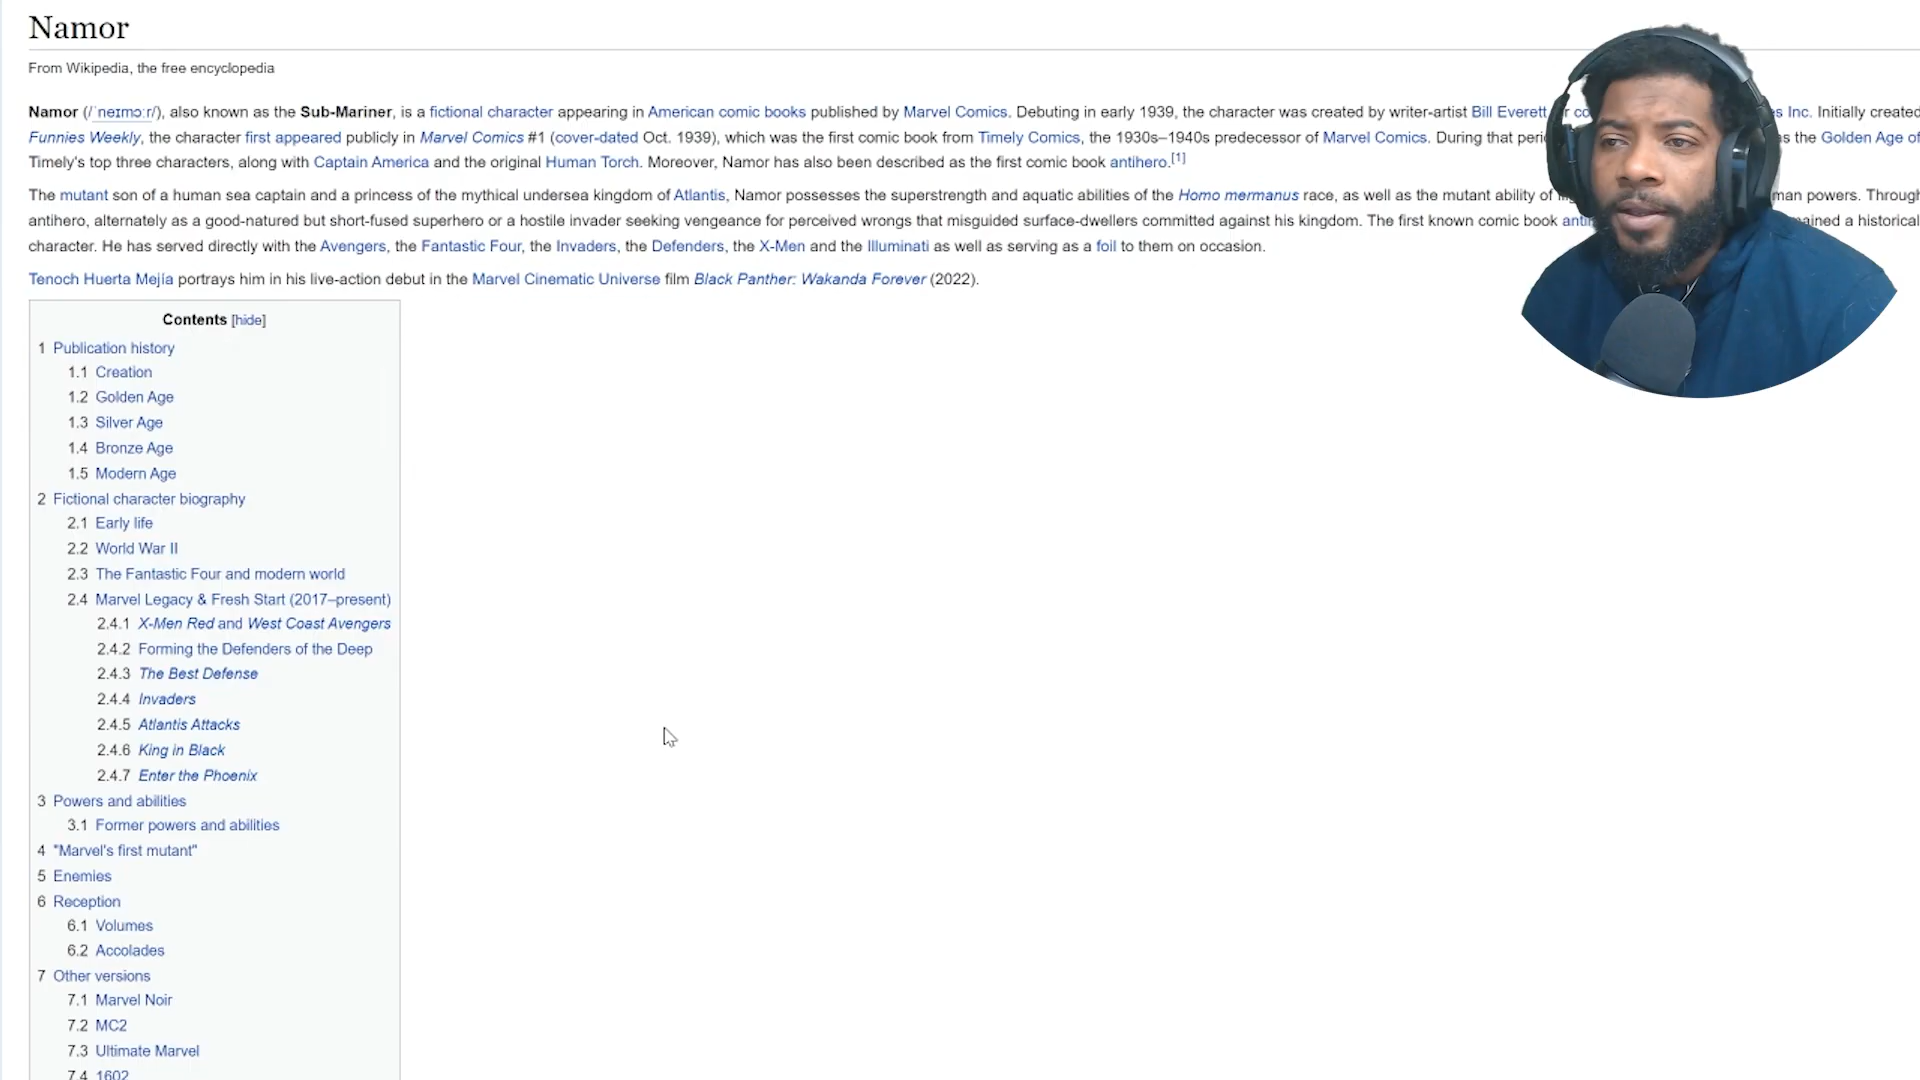 Namor
From Wikipedia, the free encyclopedia
Namor (/ˈneɪmɔːr/), also known as the Sub-Mariner, is a fictional character appearing in American comic books published by Marvel Comics. Debuting in early 1939, the character was created by writer-artist Bill Everett Inc. Initially created
Funnies Weekly, the character first appeared publicly in Marvel Comics #1 (cover-dated Oct. 1939), which was the first comic book from Timely Comics, the 1930s–1940s predecessor of Marvel Comics. During that the Golden Age of
Timely's top three characters, along with Captain America and the original Human Torch. Moreover, Namor has also been described as the first comic book antihero.[1]
The mutant son of a human sea captain and a princess of the mythical undersea kingdom of Atlantis, Namor possesses the superstrength and aquatic abilities of the Homo mermanus race, as well as the mutant ability of powers. Through
antihero, alternately as a good-natured but short-fused superhero or a hostile invader seeking vengeance for perceived wrongs that misguided surface-dwellers committed against his kingdom. The first known comic book a historical
character. He has served directly with the Avengers, the Fantastic Four, the Invaders, the Defenders, the X-Men and the Illuminati as well as serving as a foil to them on occasion.
Tenoch Huerta Mejía portrays him in his live-action debut in the Marvel Cinematic Universe film Black Panther: Wakanda Forever (2022).
Contents [hide]
1 Publication history
1.1 Creation
1.2 Golden Age
1.3 Silver Age
1.4 Bronze Age
1.5 Modern Age
2 Fictional character biography
2.1 Early life
2.2 World War II
2.3 The Fantastic Four and modern world
2.4 Marvel Legacy & Fresh Start (2017–present)
2.4.1 X-Men Red and West Coast Avengers
2.4.2 Forming the Defenders of the Deep
2.4.3 The Best Defense
2.4.4 Invaders
2.4.5 Atlantis Attacks
2.4.6 King in Black
2.4.7 Enter the Phoenix
3 Powers and abilities
3.1 Former powers and abilities
4 "Marvel's first mutant"
5 Enemies
6 Reception
6.1 Volumes
6.2 Accolades
7 Other versions
7.1 Marvel Noir
7.2 MC2
7.3 Ultimate Marvel
7.4 1602